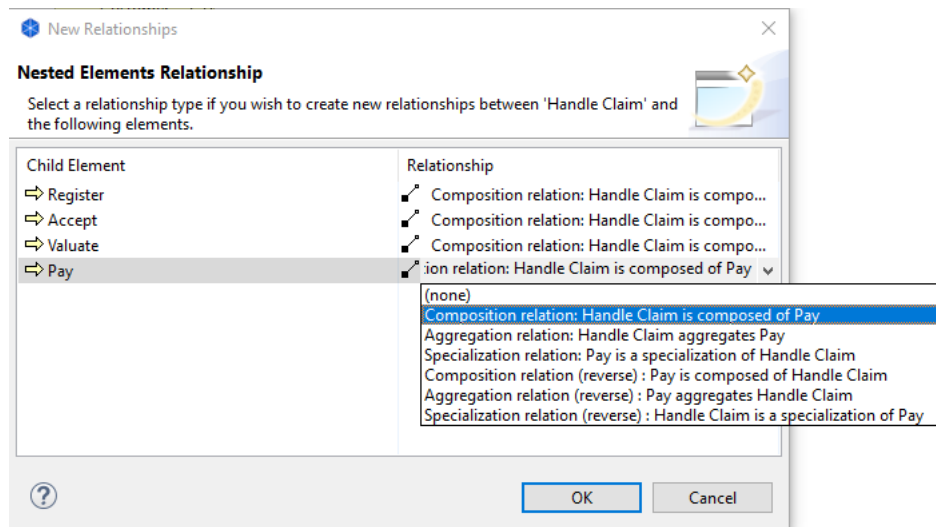 New Relationships
Nested Elements Relationship
Select a relationship type if you wish to create new relationships between 'Handle Claim' and
the following elements.
Child Element Relationship
Register Composition relation: Handle Claim is compo...
Accept Composition relation: Handle Claim is compo...
Valuate Composition relation: Handle Claim is compo...
Pay ion relation: Handle Claim is composed of Pay
(none)
Composition relation: Handle Claim is composed of Pay
Aggregation relation: Handle Claim aggregates Pay
Specialization relation: Pay is a specialization of Handle Claim
Composition relation (reverse) : Pay is composed of Handle Claim
Aggregation relation (reverse) : Pay aggregates Handle Claim
Specialization relation (reverse) : Handle Claim is a specialization of Pay
? OK Cancel